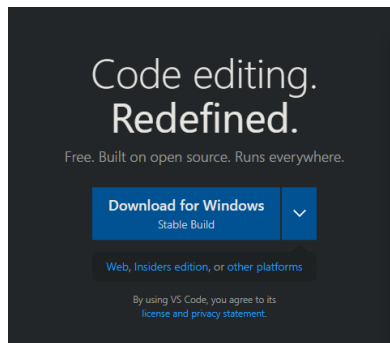 Code editing.
Redefined.
Free. Built on open source. Runs everywhere.
Download for Windows
Stable Build
Web, Insiders edition, or other platforms
By using VS Code, you agree to its
license and privacy statement.